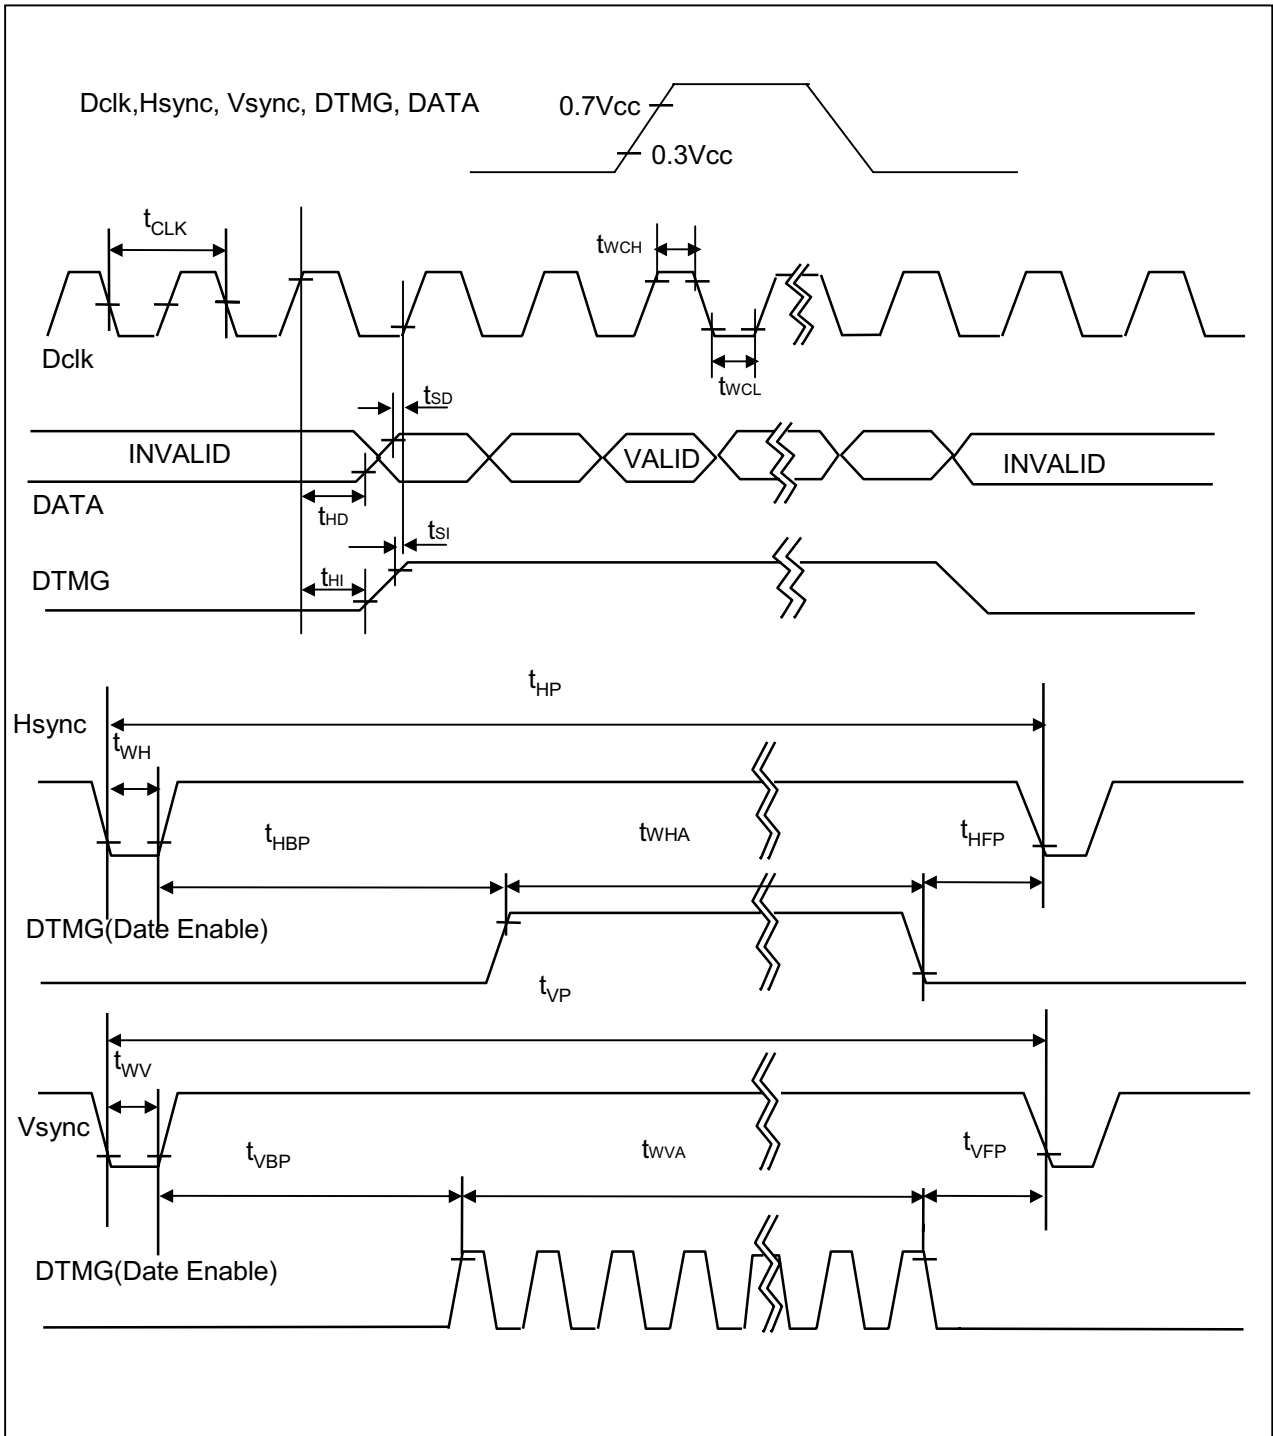 Dclk,Hsync, Vsync, DTMG, DATA
0.7Vcc
0.3Vcc
tCLK
tWCH
Dclk
tWCL
tSD
INVALID
VALID
INVALID
DATA
tHD
tSI
DTMG
tHI
tHP
Hsync
tWH
tHBP
tWHA
tHFP
DTMG(Date Enable)
tVP
tWV
Vsync
tVBP
tWVA
tVFP
DTMG(Date Enable)